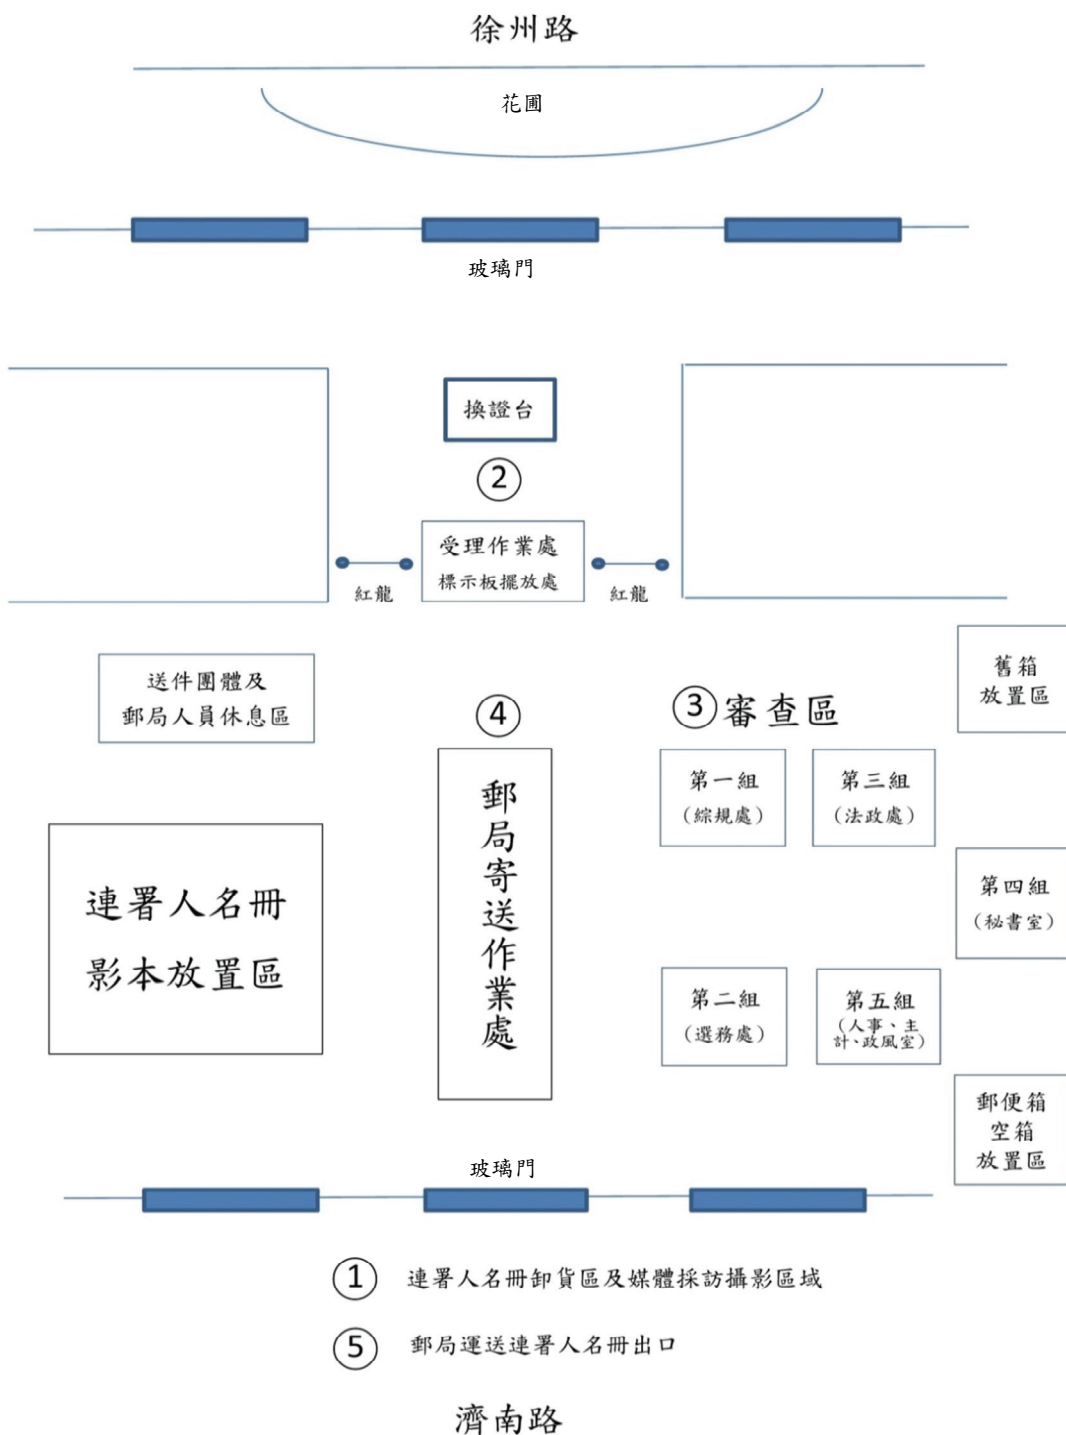 徐州路
花圃
玻璃門
換證台
②
受理作業處
標示板擺放處
紅龍
紅龍
送件團體及
郵局人員休息區
④
③審查區
舊箱
放置區
郵局寄送作業處
第一組
(綜規處)
第三組
(法政處)
連署人名冊
影本放置區
第四組
(秘書室)
第二組
(選務處)
第五組
(人事、主
計、政風室)
郵便箱
空箱
放置區
玻璃門
① 連署人名冊卸貨區及媒體採訪攝影區域
⑤ 郵局運送連署人名冊出口
濟南路